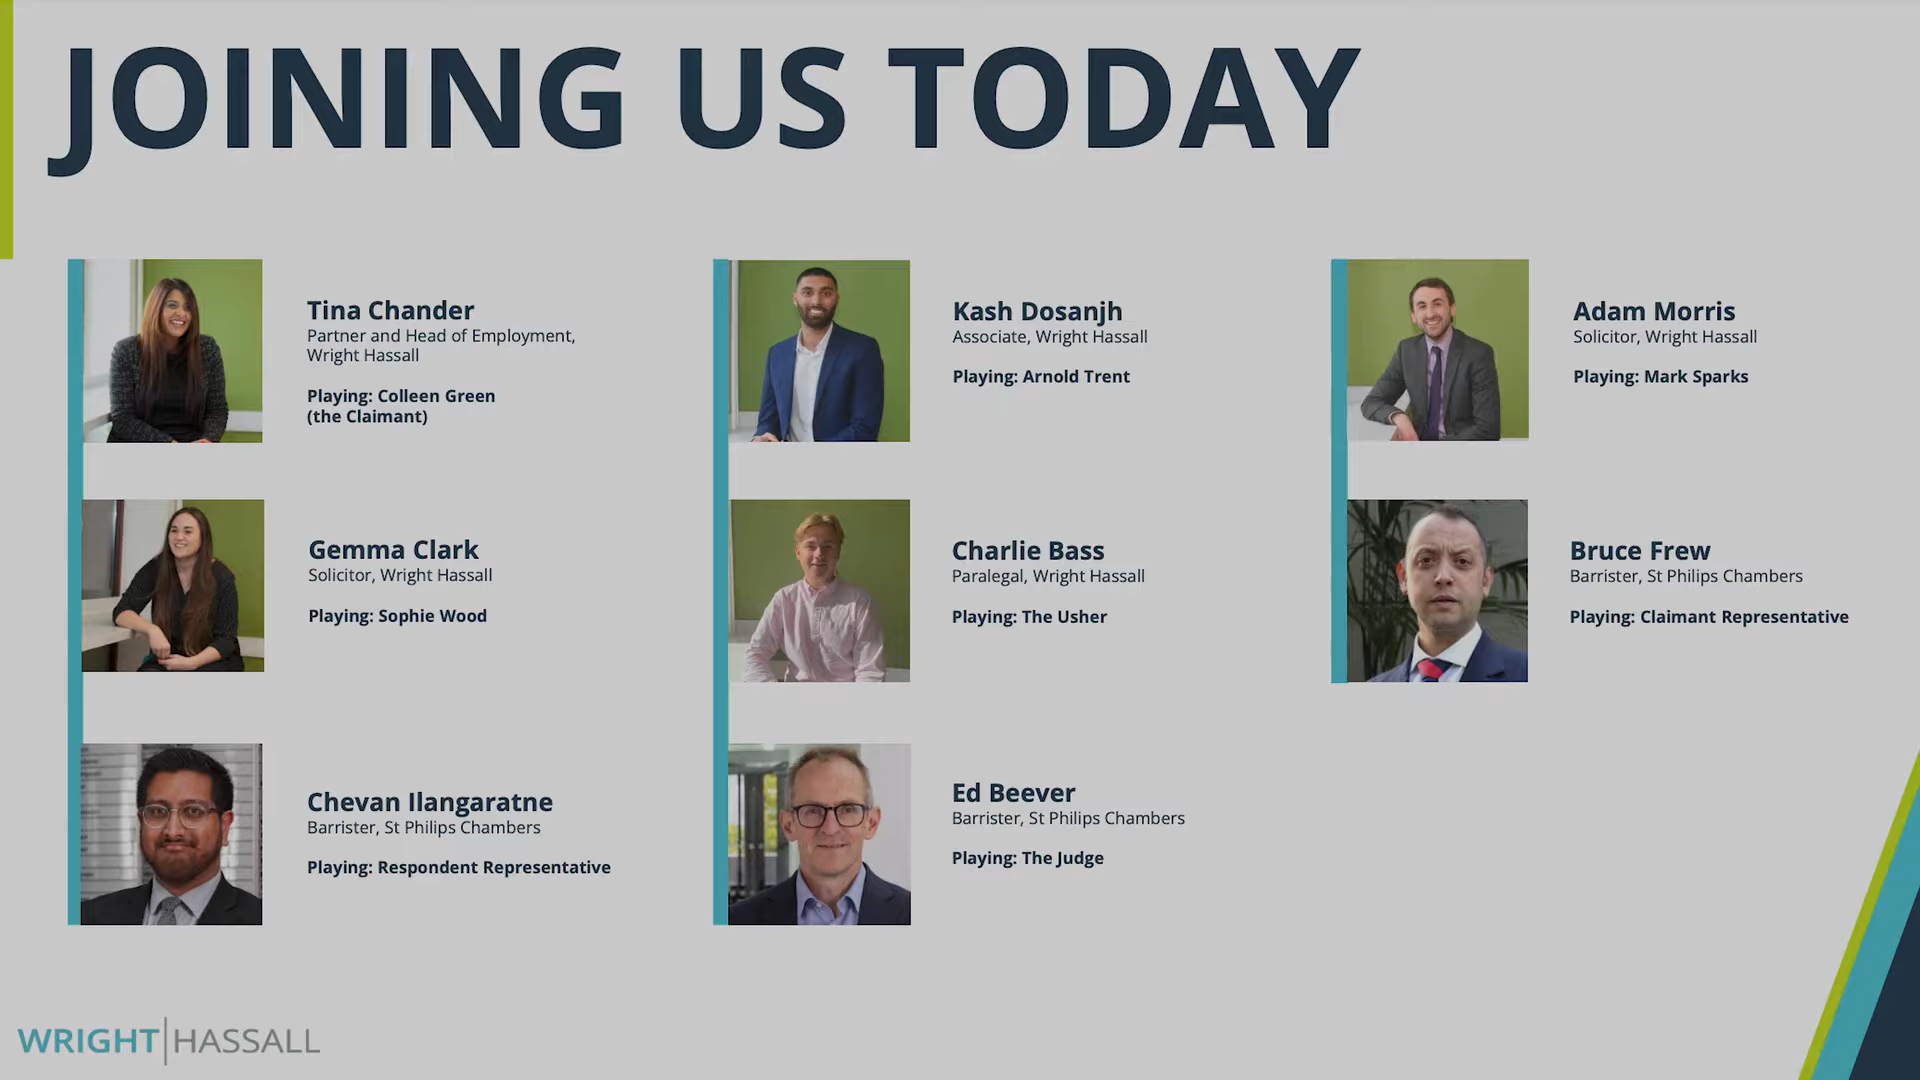 JOINING US TODAY
Tina Chander
Partner and Head of Employment,
Wright Hassall
Playing: Colleen Green
(the Claimant)
Kash Dosanjh
Associate, Wright Hassall
Playing: Arnold Trent
Adam Morris
Solicitor, Wright Hassall
Playing: Mark Sparks
Gemma Clark
Solicitor, Wright Hassall
Playing: Sophie Wood
Charlie Bass
Paralegal, Wright Hassall
Playing: The Usher
Bruce Frew
Barrister, St Philips Chambers
Playing: Claimant Representative
Chevan Ilangaratne
Barrister, St Philips Chambers
Playing: Respondent Representative
Ed Beever
Barrister, St Philips Chambers
Playing: The Judge
WRIGHT|HASSALL